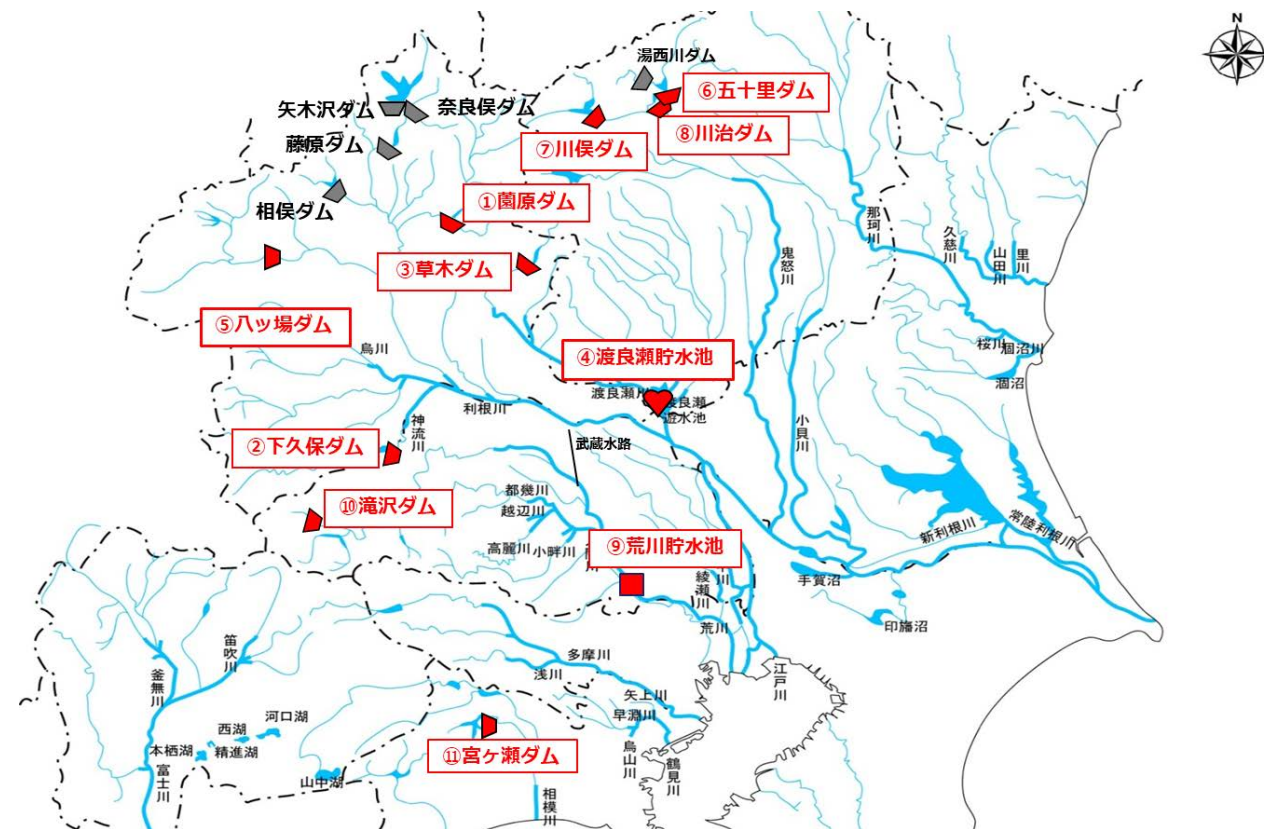 N
湯西川ダム
⑥五十里ダム
矢木沢ダム
奈良俣ダム
⑧川治ダム
藤原ダム
⑦川俣ダム
①薗原ダム
相俣ダム
那珂川
久慈川
山田川
里川
鬼怒川
③草木ダム
⑤八ッ場ダム
烏川
桜川
涸沼川
④渡良瀬貯水池
涸沼
渡良瀬川
渡良瀬
遊水池
利根川
神流川
小貝川
②下久保ダム
武蔵水路
都幾川
⑩滝沢ダム
越辺川
新利根川
常陸利根川
高麗川
小畔川
⑨荒川貯水池
綾瀬川
手賀沼
荒川
印旛沼
笛吹川
多摩川
浅川
江戸川
釜無川
矢上川
河口湖
早淵川
西湖
本栖湖
精進湖
⑪宮ヶ瀬ダム
鳥山川
鶴見川
富士川
山中湖
相模川